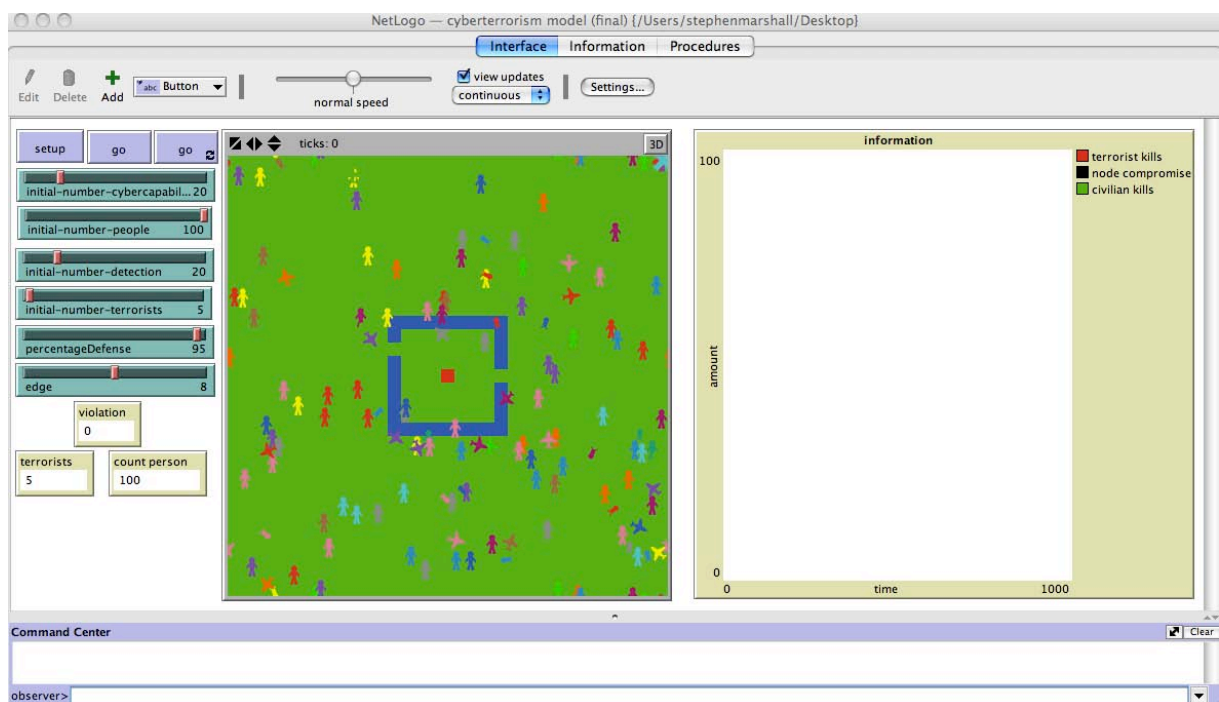 NetLogo — cyberterrorism model (final) {/Users/stephenmarshall/Desktop}
Interface Information Procedures
Edit Delete Add abc Button normal speed view updates continuous Settings...
setup go go
initial-number-cybercapabil... 20
initial-number-people 100
initial-number-detection 20
initial-number-terrorists 5
percentageDefense 95
edge 8
violation
0
terrorists
5
count person
100
ticks: 0 3D
information
100
amount
0
0 time 1000
terrorist kills
node compromise
civilian kills
Command Center Clear
observer>